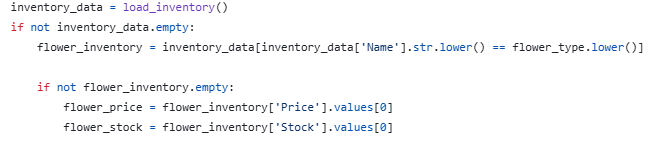 inventory_data = load_inventory()
if not inventory_data.empty:
    flower_inventory = inventory_data[inventory_data['Name'].str.lower() == flower_type.lower()]

    if not flower_inventory.empty:
        flower_price = flower_inventory['Price'].values[0]
        flower_stock = flower_inventory['Stock'].values[0]